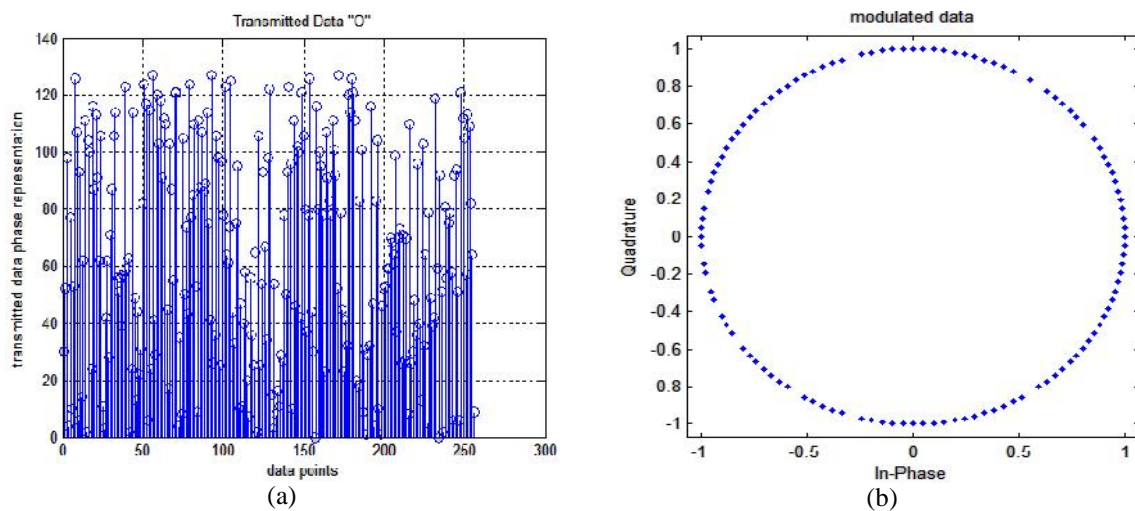 Transmitted Data "O"
140
120
100
80
60
40
20
0
transmitted data phase representation
0 50 100 150 200 250 300
data points
(a)
modulated data
1
0.8
0.6
0.4
0.2
0
-0.2
-0.4
0.6
0.8
-1
Quadrature
-1 -0.5 0 0.5 1
In-Phase
(b)